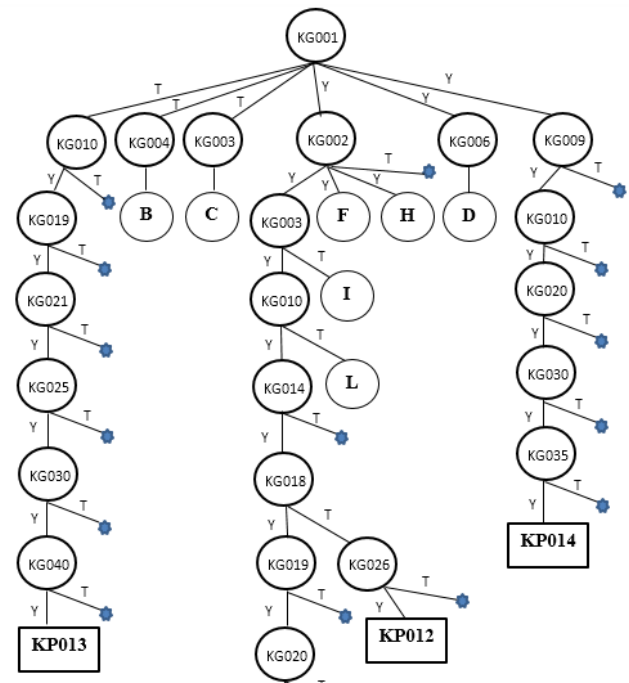 KG001
T T T Y Y Y
KG010 KG004 KG003 KG002 KG006 KG009
Y T Y Y Y T Y T
KG019 B C KG003 F H D KG010
Y T Y T Y T
KG021 KG010 I KG020
Y T Y T Y T
KG025 KG014 L KG030
Y T Y T Y T
KG030 KG018 KG035
Y T Y T Y T
KG040 KG019 KG026 KP014
Y T Y T Y T
KP013 KG020 KP012